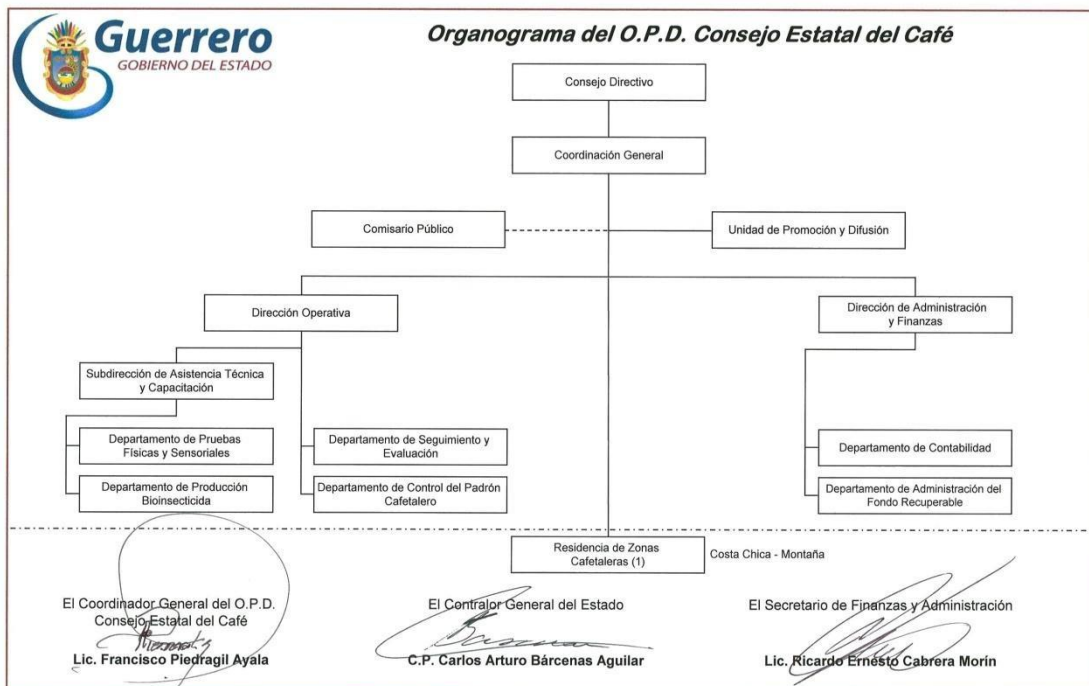 Guerrero
GOBIERNO DEL ESTADO
Organograma del O.P.D. Consejo Estatal del Café
Consejo Directivo
Coordinación General
Comisario Público
Unidad de Promoción y Difusión
Dirección Operativa
Dirección de Administración
y Finanzas
Subdirección de Asistencia Técnica
y Capacitación
Departamento de Pruebas
Físicas y Sensoriales
Departamento de Seguimiento y
Evaluación
Departamento de Contabilidad
Departamento de Producción
Bioinsecticida
Departamento de Control del Padrón
Cafetalero
Departamento de Administración del
Fondo Recuperable
Residencia de Zonas
Cafetaleras (1)
Costa Chica - Montaña
El Coordinador General del O.P.D.
Consejo Estatal del Café
Lic. Francisco Piedragil Ayala
El Contralor General del Estado
C.P. Carlos Arturo Bárcenas Aguilar
El Secretario de Finanzas y Administración
Lic. Ricardo Ernesto Cabrera Morín